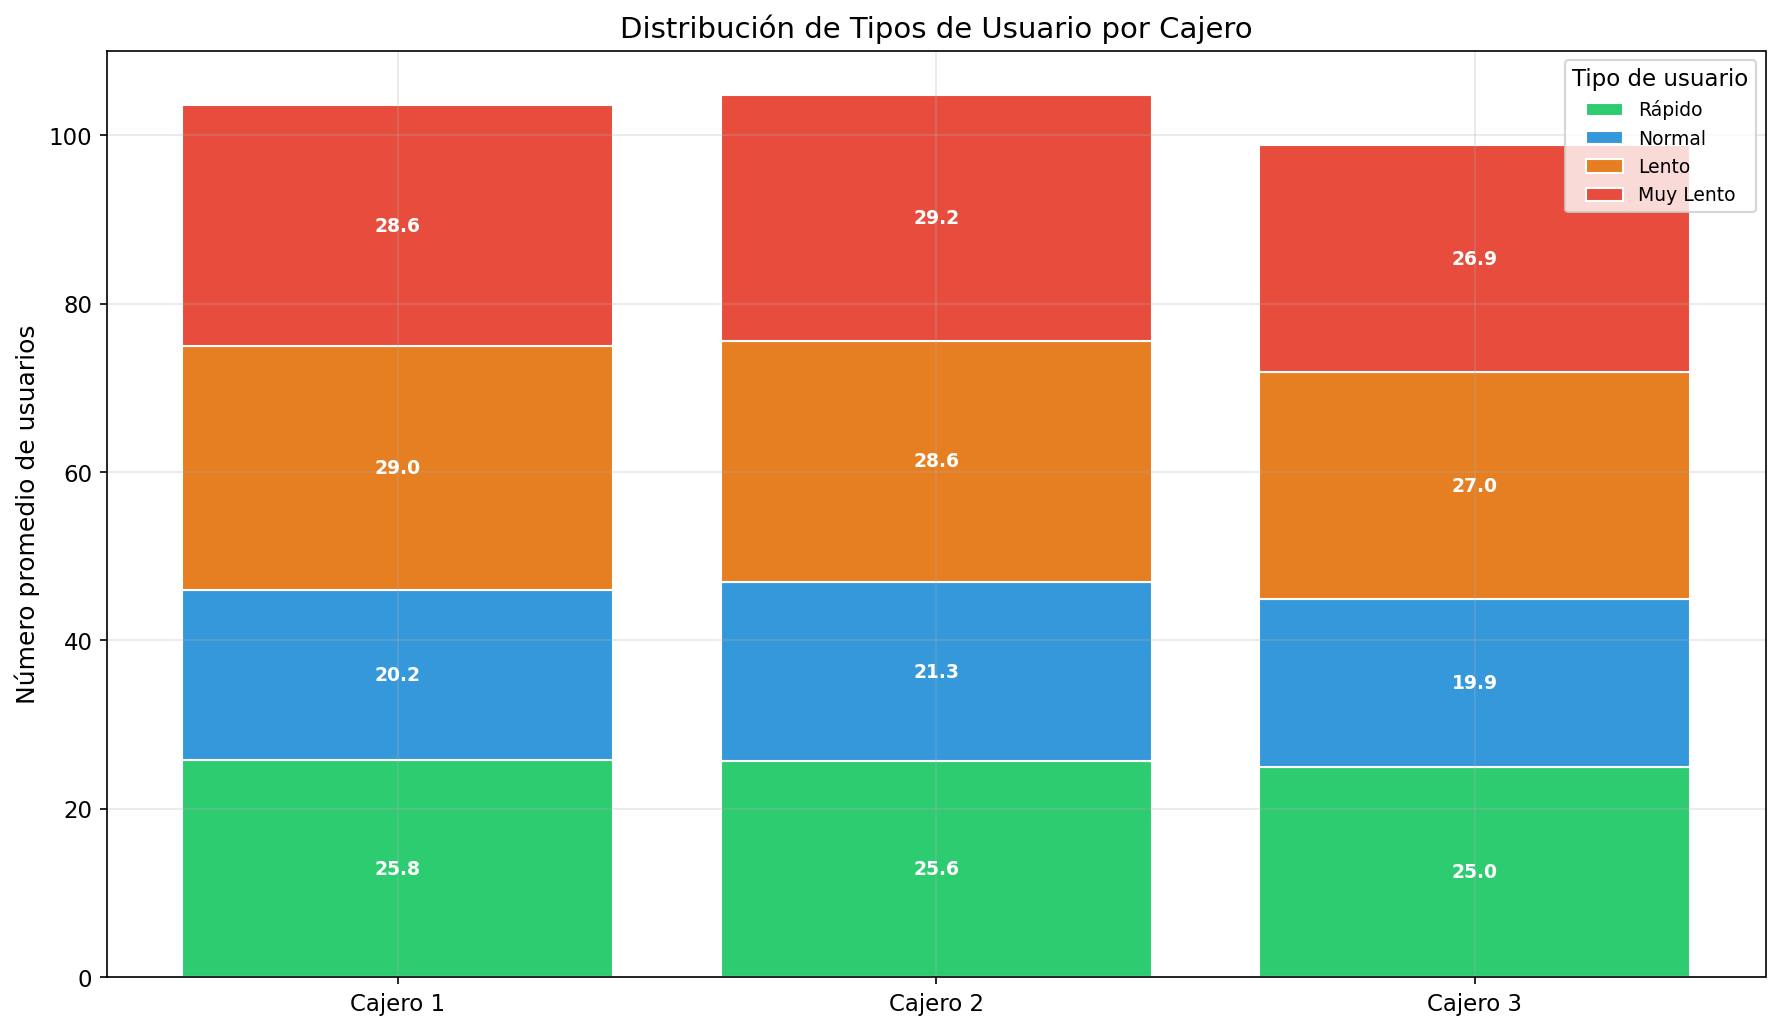 Distribución de Tipos de Usuario por Cajero
Número promedio de usuarios
100
80
60
40
20
0
Tipo de usuario
Rápido
Normal
Lento
Muy Lento
28.6
29.0
20.2
25.8
29.2
28.6
21.3
25.6
26.9
27.0
19.9
25.0
Cajero 1
Cajero 2
Cajero 3